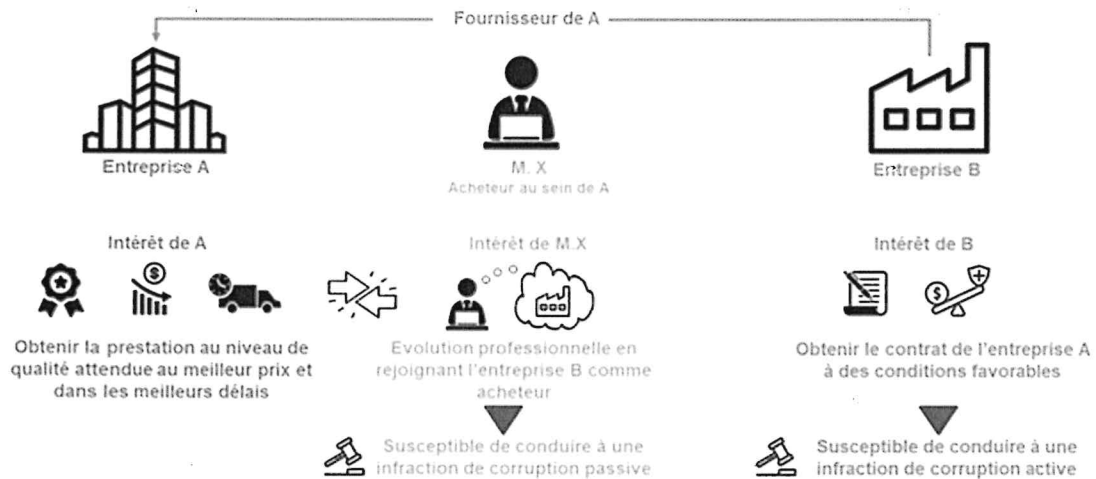 Fournisseur de A
Entreprise A
M. X
Acheteur au sein de A
Entreprise B
Intérêt de A
Obtenir la prestation au niveau de
qualité attendue au meilleur prix et
dans les meilleurs délais
Intérêt de M.X
Evolution professionnelle en
rejoignant l'entreprise B comme
acheteur
Susceptible de conduire à une
infraction de corruption passive
Intérêt de B
Obtenir le contrat de l'entreprise A
à des conditions favorables
Susceptible de conduire à une
infraction de corruption active